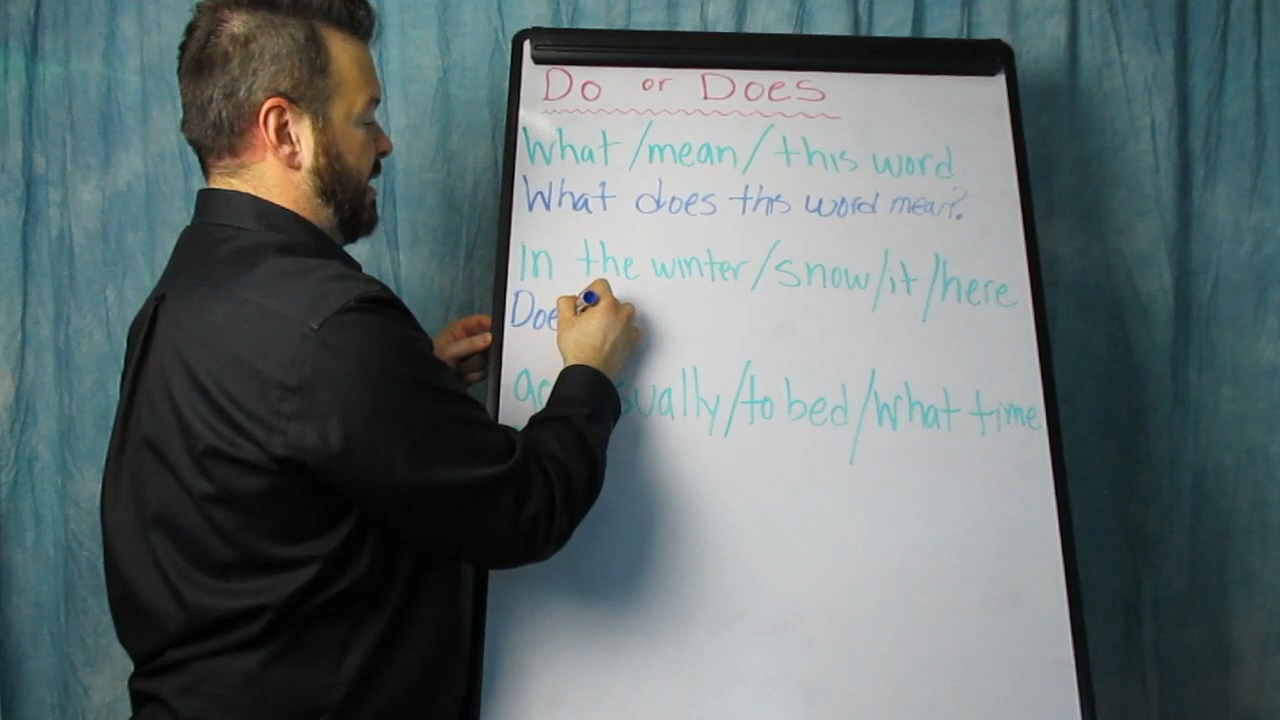 Do or Does
What/mean/this word.
What does this word mean?
In the winter/snow/it/here
Doe
sually/to bed/what time